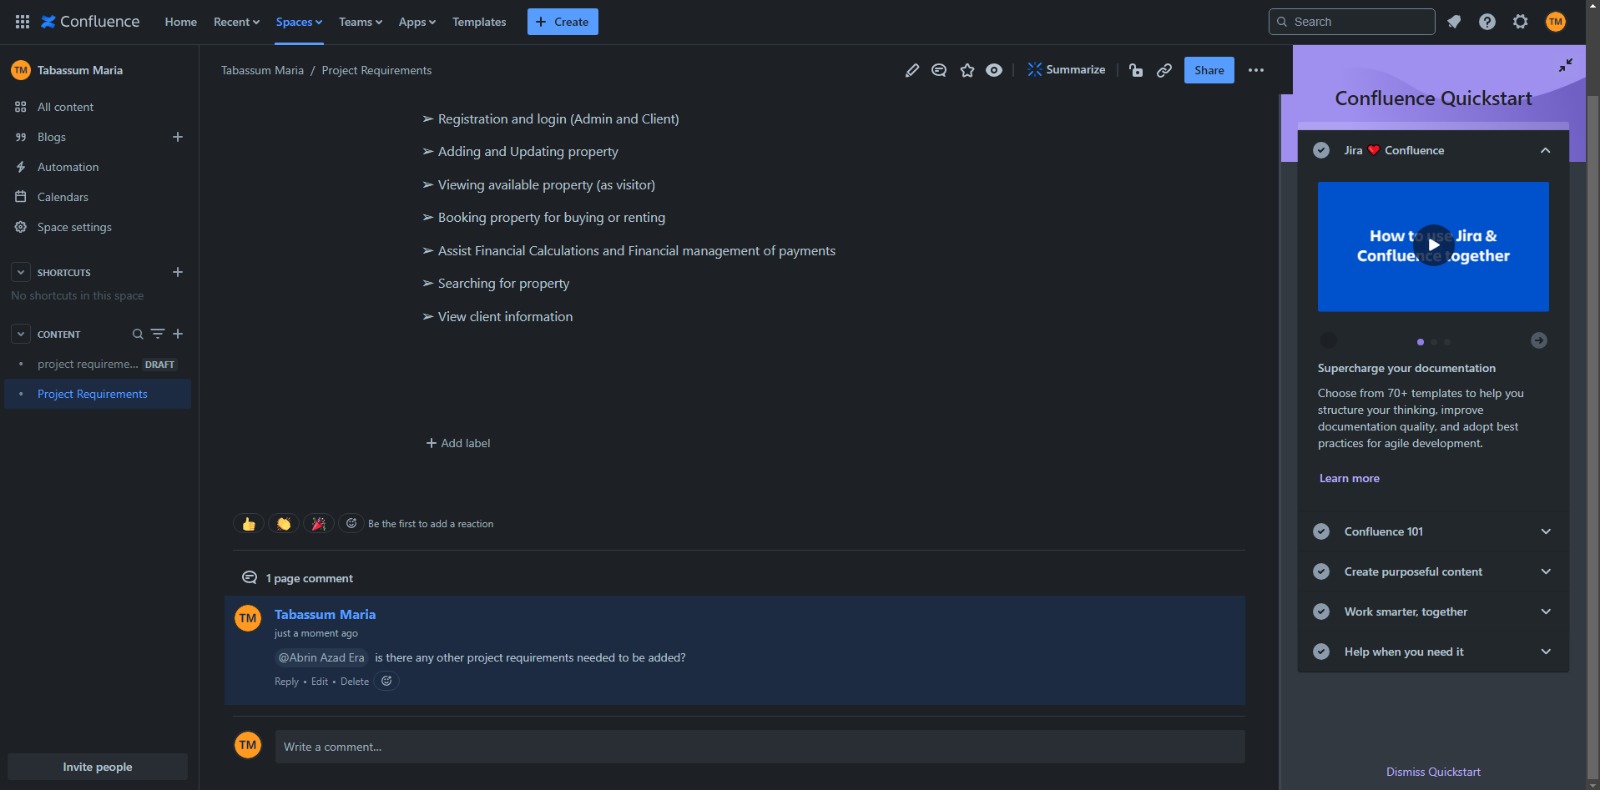 Confluence Home Recent Spaces Teams Apps Templates + Create Search TM
TM Tabassum Maria
All content
Blogs
Automation
Calendars
Space settings
SHORTCUTS
No shortcuts in this space
CONTENT
project requireme... DRAFT
Project Requirements
Invite people
Tabassum Maria / Project Requirements Summarize Share
➢ Registration and login (Admin and Client)
➢ Adding and Updating property
➢ Viewing available property (as visitor)
➢ Booking property for buying or renting
➢ Assist Financial Calculations and Financial management of payments
➢ Searching for property
➢ View client information
+ Add label
Be the first to add a reaction
1 page comment
TM Tabassum Maria
just a moment ago
@Abrin Azad Era is there any other project requirements needed to be added?
Reply • Edit • Delete
TM Write a comment...
Confluence Quickstart
Jira ❤ Confluence
How to use Jira &
Confluence together
Supercharge your documentation
Choose from 70+ templates to help you
structure your thinking, improve
documentation quality, and adopt best
practices for agile development.
Learn more
Confluence 101
Create purposeful content
Work smarter, together
Help when you need it
Dismiss Quickstart